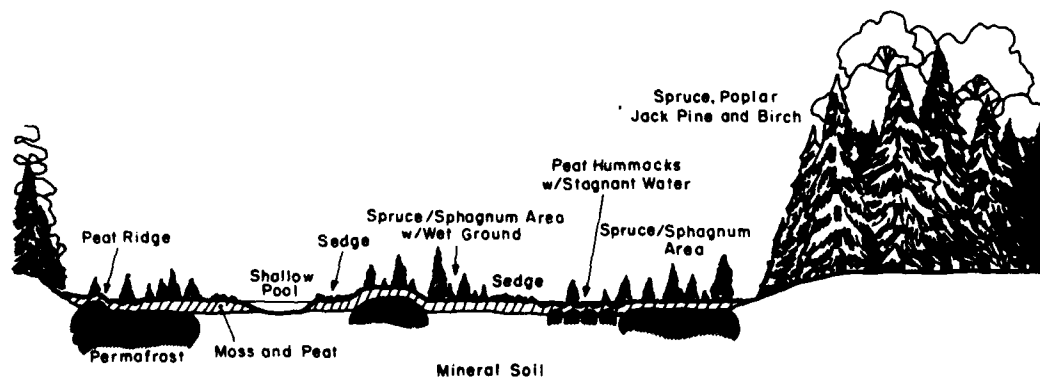 Spruce, Poplar
Jack Pine and Birch
Peat Hummacks
w/Stagnant Water
Spruce/Sphagnum Area
w/Wet Ground
Peat Ridge
Sedge
Spruce/Sphagnum
Area
Shallow
Pool
Sedge
Permafrost
Moss and Peat
Mineral Soil